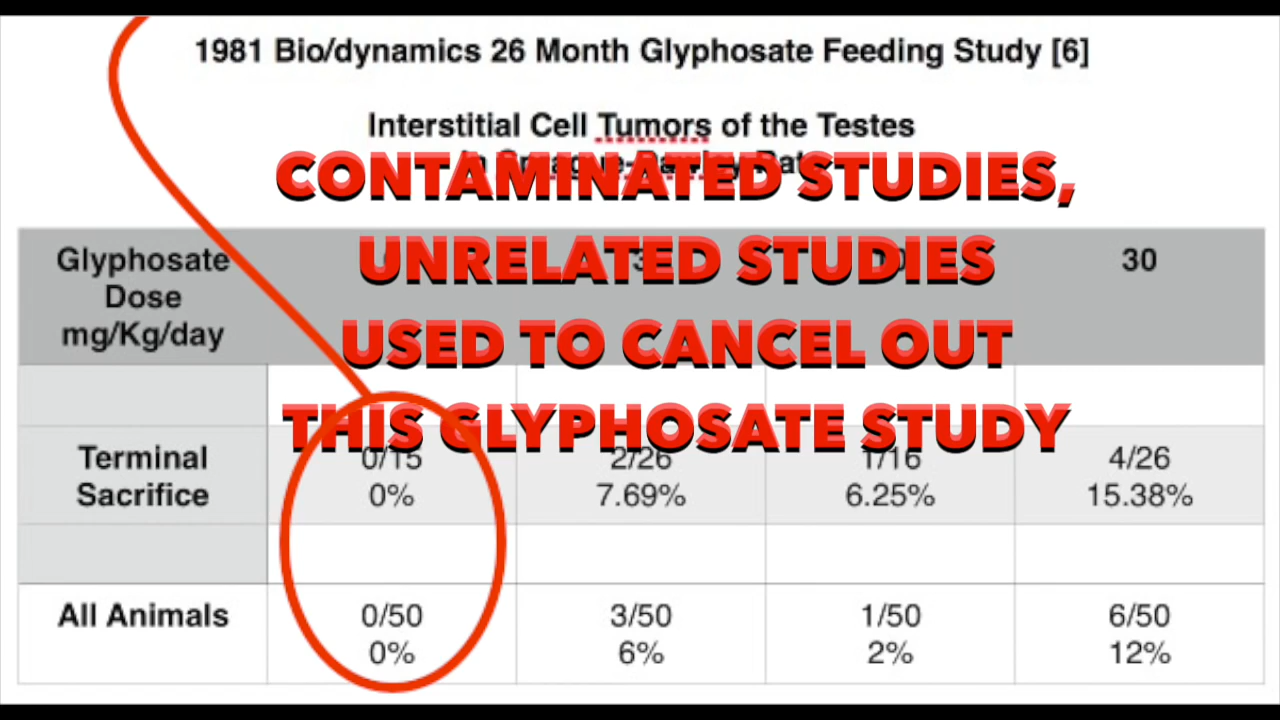 1981 Bio/dynamics 26 Month Glyphosate Feeding Study [6]
Interstitial Cell Tumors of the Testes
CONTAMINATED STUDIES,
UNRELATED STUDIES
USED TO CANCEL OUT
THIS GLYPHOSATE STUDY
Glyphosate 30
Dose
mg/Kg/day
Terminal 0/15 2/26 1/16 4/26
Sacrifice 0% 7.69% 6.25% 15.38%
All Animals 0/50 3/50 1/50 6/50
0% 6% 2% 12%